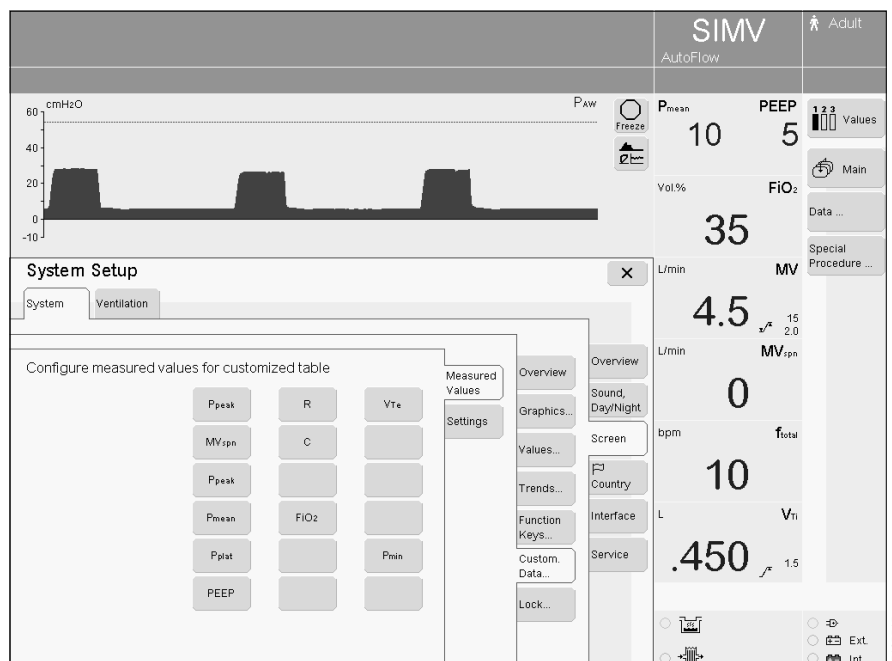 SIMV
AutoFlow
Adult
cmH2O
PAW
60
40
20
0
-10
Freeze
Pmean
PEEP
10
5
Vol.%
FiO2
35
L/min
MV
4.5
15
2.0
L/min
MVspn
0
bpm
ftotal
10
L
VTi
.450
1.5
1 2 3
Values
Main
Data ...
Special
Procedure ...
System Setup
System
Ventilation
Configure measured values for customized table
Ppeak
R
VTe
MVspn
C
Ppeak
Pmean
FiO2
Pplat
Pmin
PEEP
Measured
Values
Settings
Overview
Graphics...
Values...
Trends...
Function
Keys...
Custom.
Data...
Lock...
Overview
Sound,
Day/Night
Screen
Country
Interface
Service
Ext.
Int.